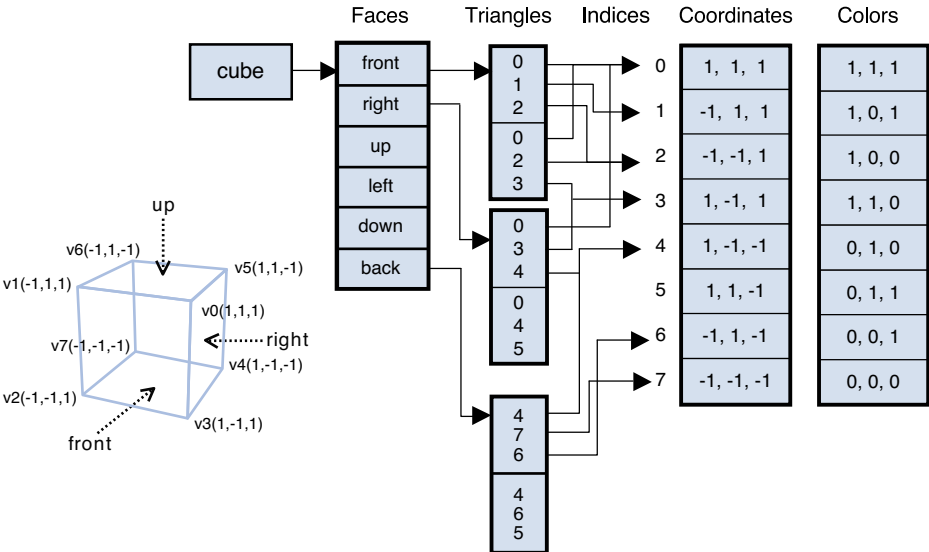 Faces
Triangles
Indices
Coordinates
Colors
cube
front
right
up
left
down
back
0
1
2
0
2
3
0
3
4
0
4
5
4
7
6
4
6
5
0
1
2
3
4
5
6
7
1, 1, 1
-1, 1, 1
-1, -1, 1
1, -1, 1
1, -1, -1
1, 1, -1
-1, 1, -1
-1, -1, -1
1, 1, 1
1, 0, 1
1, 0, 0
1, 1, 0
0, 1, 0
0, 1, 1
0, 0, 1
0, 0, 0
up
v6(-1,1,-1)
v5(1,1,-1)
v1(-1,1,1)
v0(1,1,1)
right
v7(-1,-1,-1)
v4(1,-1,-1)
v2(-1,-1,1)
v3(1,-1,1)
front